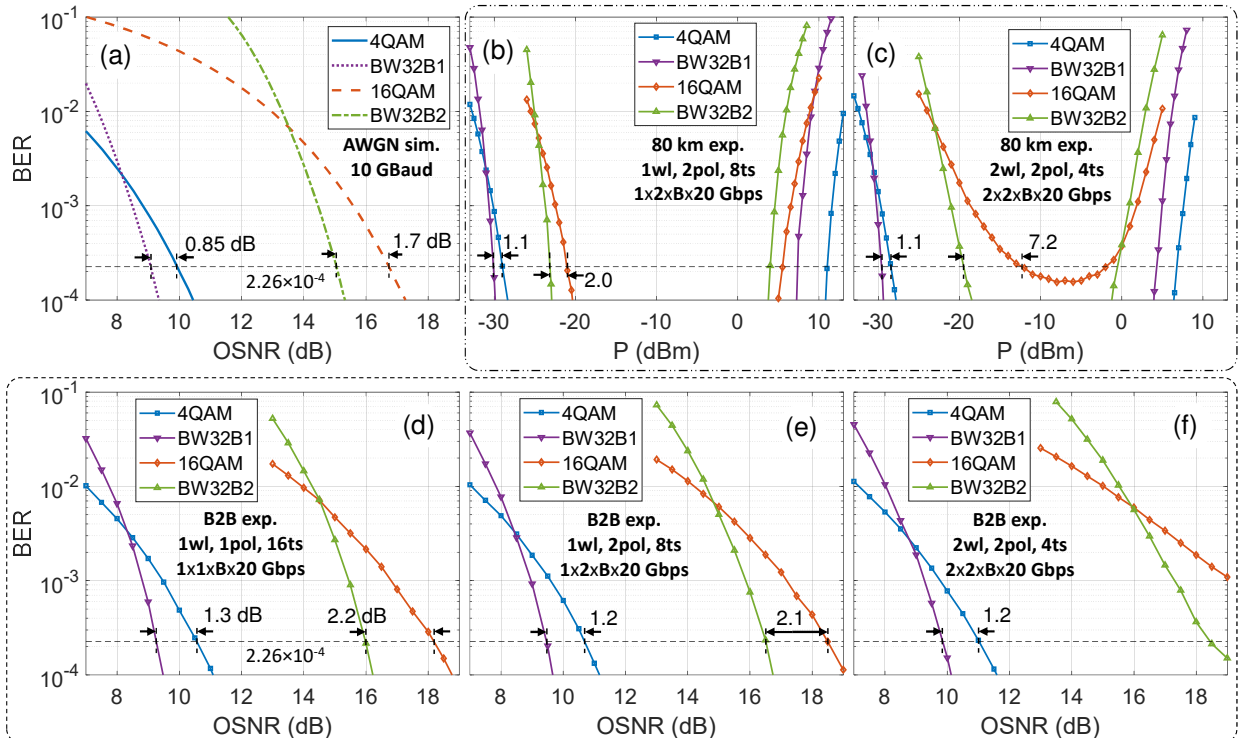 (a)
4QAM
BW32B1
16QAM
BW32B2
AWGN sim.
10 GBaud
0.85 dB
1.7 dB
2.26×10⁻⁴
10⁻¹
10⁻²
10⁻³
10⁻⁴
BER
8 10 12 14 16
OSNR (dB)
(b)
4QAM
BW32B1
16QAM
BW32B2
80 km exp.
1wl, 2pol, 8ts
1x2xBx20 Gbps
1.1
2.0
-30 -20 -10 0 10
P (dBm)
(c)
4QAM
BW32B1
16QAM
BW32B2
80 km exp.
2wl, 2pol, 4ts
2x2xBx20 Gbps
1.1
7.2
-30 -20 -10 0 10
P (dBm)
(d)
4QAM
BW32B1
16QAM
BW32B2
B2B exp.
1wl, 1pol, 16ts
1x1xBx20 Gbps
1.3 dB
2.2 dB
2.26×10⁻⁴
10⁻¹
10⁻²
10⁻³
10⁻⁴
BER
8 10 12 14 16 18
OSNR (dB)
(e)
4QAM
BW32B1
16QAM
BW32B2
B2B exp.
1wl, 2pol, 8ts
1x2xBx20 Gbps
1.2
2.1
8 10 12 14 16 18
OSNR (dB)
(f)
4QAM
BW32B1
16QAM
BW32B2
B2B exp.
2wl, 2pol, 4ts
2x2xBx20 Gbps
1.2
8 10 12 14 16 18
OSNR (dB)